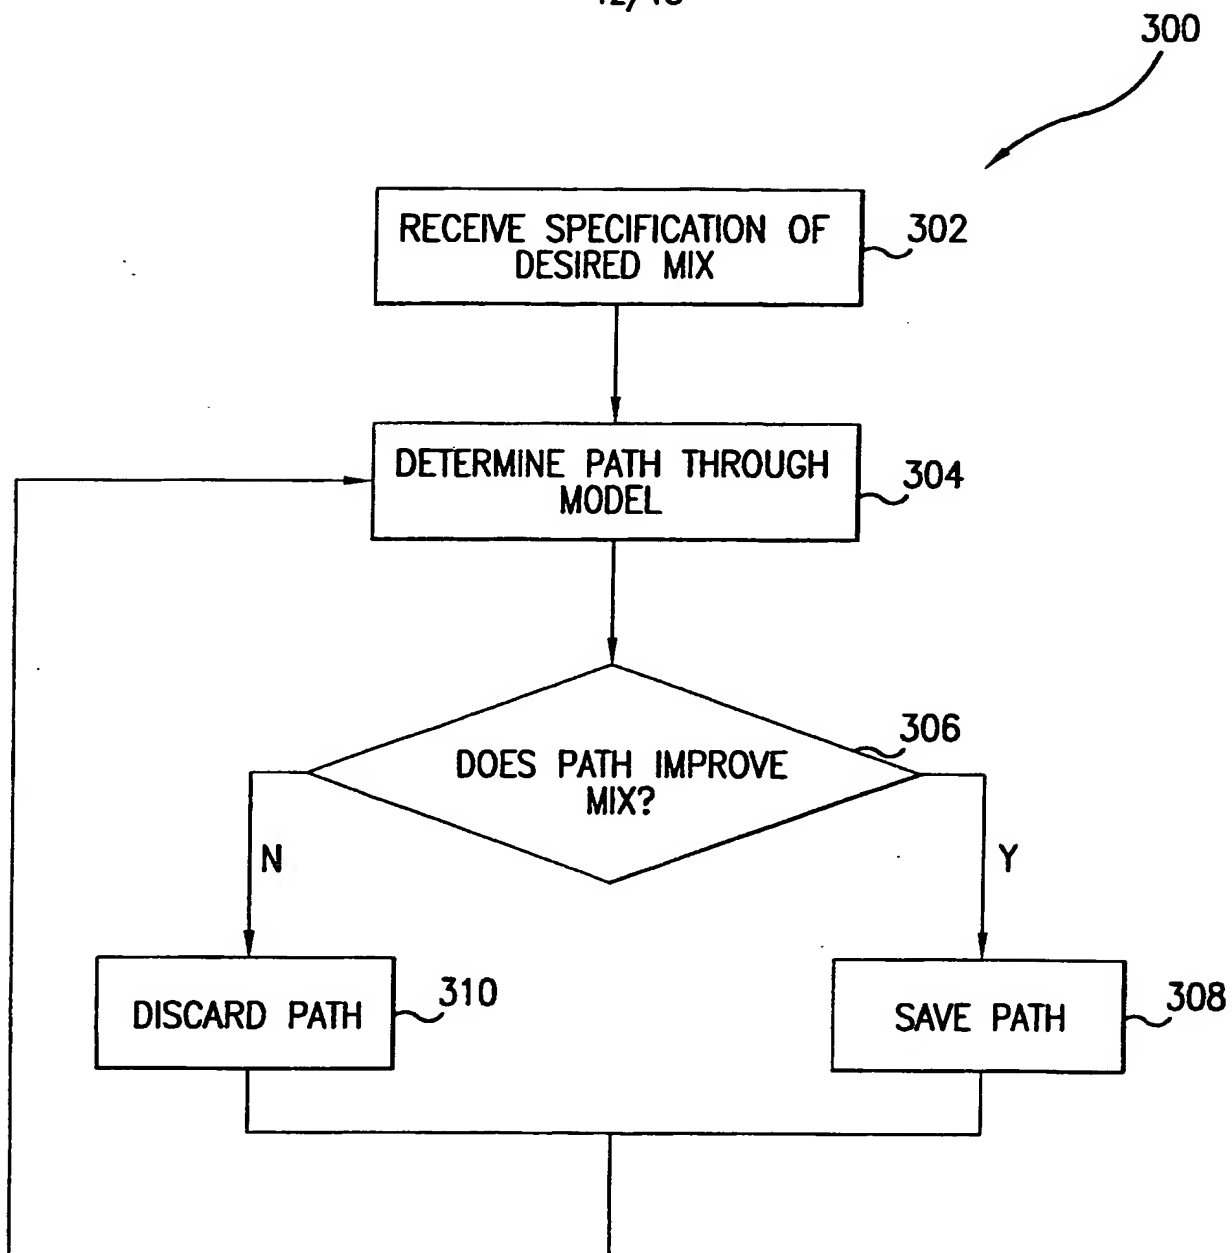 300
RECEIVE SPECIFICATION OF
DESIRED MIX
302
DETERMINE PATH THROUGH
MODEL
304
306
DOES PATH IMPROVE
MIX?
N
Y
DISCARD PATH
310
SAVE PATH
308